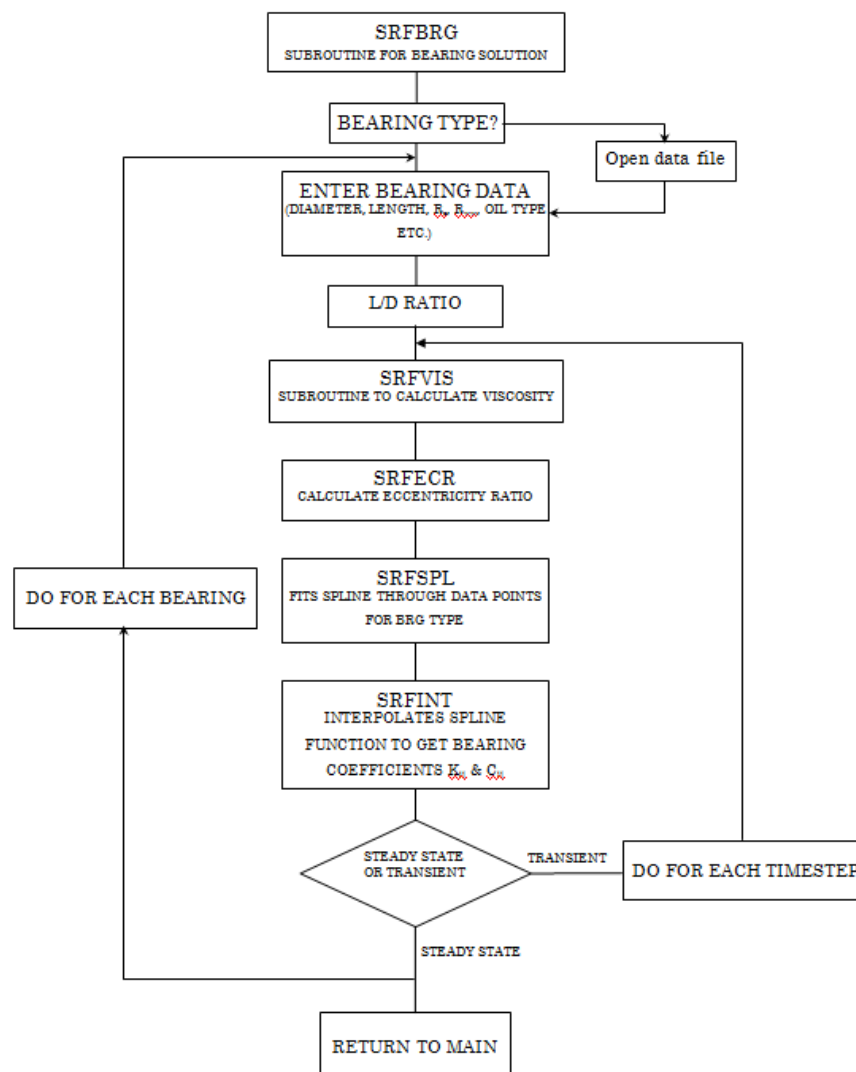 SRFBRG
SUBROUTINE FOR BEARING SOLUTION
BEARING TYPE?
Open data file
ENTER BEARING DATA
(DIAMETER, LENGTH, OIL TYPE
ETC.)
L/D RATIO
SRFVIS
SUBROUTINE TO CALCULATE VISCOSITY
SRFECR
CALCULATE ECCENTRICITY RATIO
SRFSPL
FITS SPLINE THROUGH DATA POINTS
FOR BRG TYPE
DO FOR EACH BEARING
SRFINT
INTERPOLATES SPLINE
FUNCTION TO GET BEARING
COEFFICIENTS &
STEADY STATE
OR TRANSIENT
TRANSIENT
DO FOR EACH TIMESTEP
STEADY STATE
RETURN TO MAIN